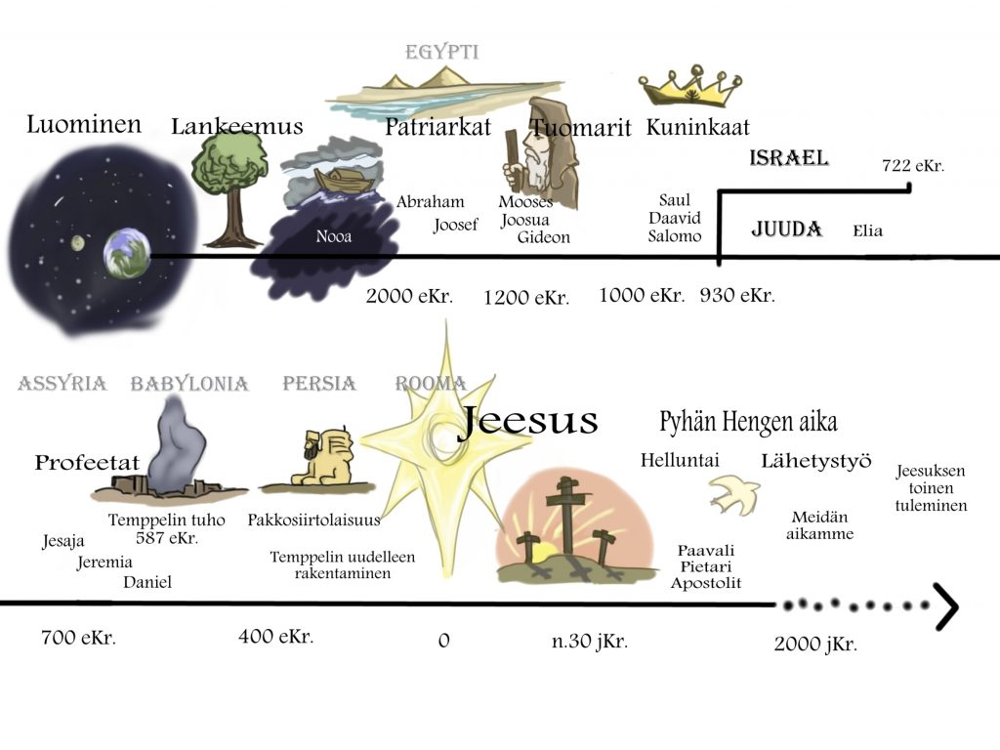 EGYPTI
Luominen
Lankeemus
Patriarkat
Tuomarit
Kuninkaat
ISRAEL
722 eKr.
Abraham
Joosef
Mooses
Joosua
Gideon
Saul
Daavid
Salomo
JUUDA
Elia
Nooa
2000 eKr.
1200 eKr.
1000 eKr.
930 eKr.
ASSYRIA
BABYLONIA
PERSIA
ROOMA
Jeesus
Pyhän Hengen aika
Profeetat
Helluntai
Lähetystyö
Jeesuksen
toinen
tuleminen
Temppelin tuho
587 eKr.
Pakkosiirtolaisuus
Meidän
aikamme
Jesaja
Jeremia
Daniel
Temppelin uudelleen
rakentaminen
Paavali
Pietari
Apostolit
700 eKr.
400 eKr.
0
n.30 jKr.
2000 jKr.